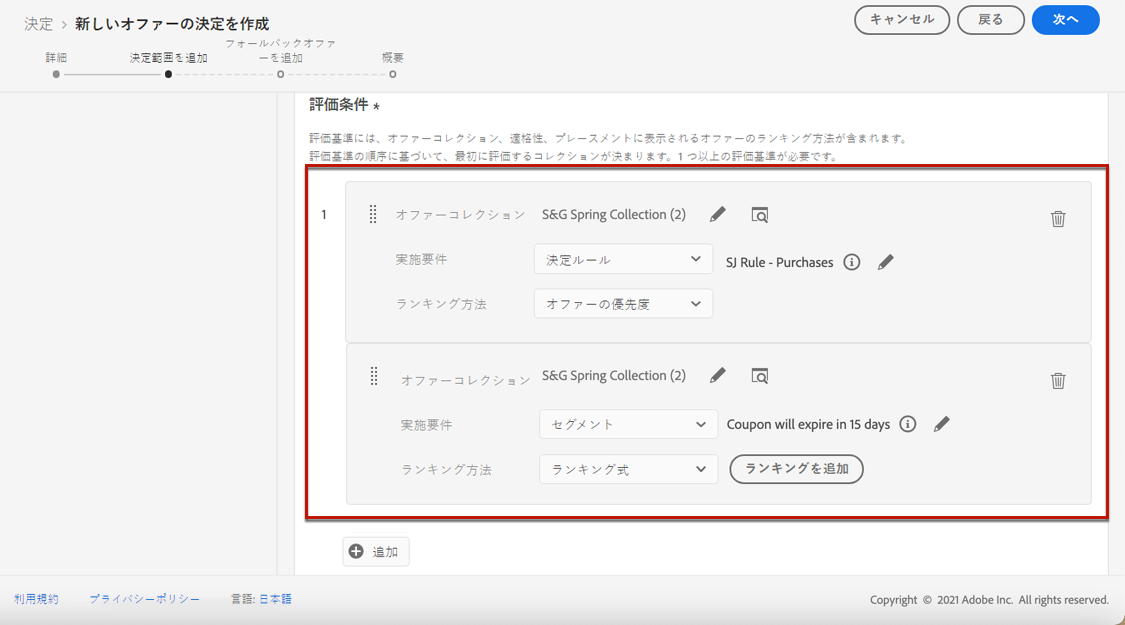 決定 > 新しいオファーの決定を作成
キャンセル
戻る
次へ
詳細
決定範囲を追加
フォールバックオファ
ーを追加
概要
評価条件 *
評価基準には、オファーコレクション、適格性、プレースメントに表示されるオファーのランキング方法が含まれます。
評価基準の順序に基づいて、最初に評価するコレクションが決まります。1 つ以上の評価基準が必要です。
1
オファーコレクション S&G Spring Collection (2)
実施要件 決定ルール SJ Rule - Purchases
ランキング方法 オファーの優先度
オファーコレクション S&G Spring Collection (2)
実施要件 セグメント Coupon will expire in 15 days
ランキング方法 ランキング式 ランキングを追加
追加
利用規約 プライバシーポリシー 言語: 日本語 Copyright © 2021 Adobe Inc. All rights reserved.